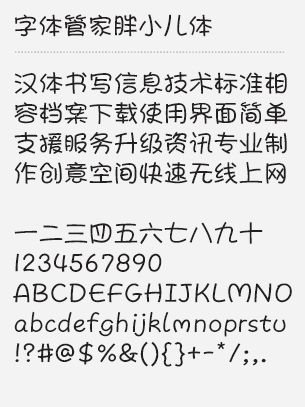 字体管家胖小儿体
汉体书写信息技术标准相
容档案下载使用界面简单
支援服务升级资讯专业制
作创意空间快速无线上网
一二三四五六七八九十
1234567890
ABCDEFGHIJKLMNO
abcdefghijklmnoprstu
!?#@$%&(){}+-*/;,.